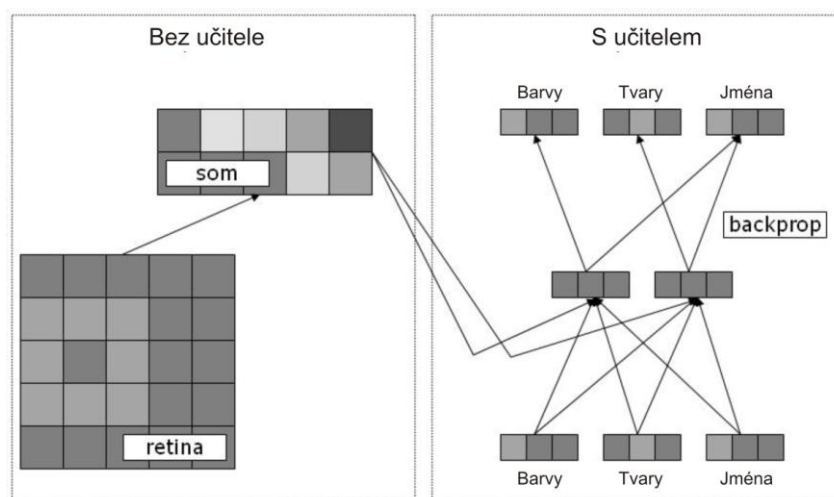 Bez učitele
S učitelem
Barvy Tvary Jména
som
backprop
retina
Barvy Tvary Jména